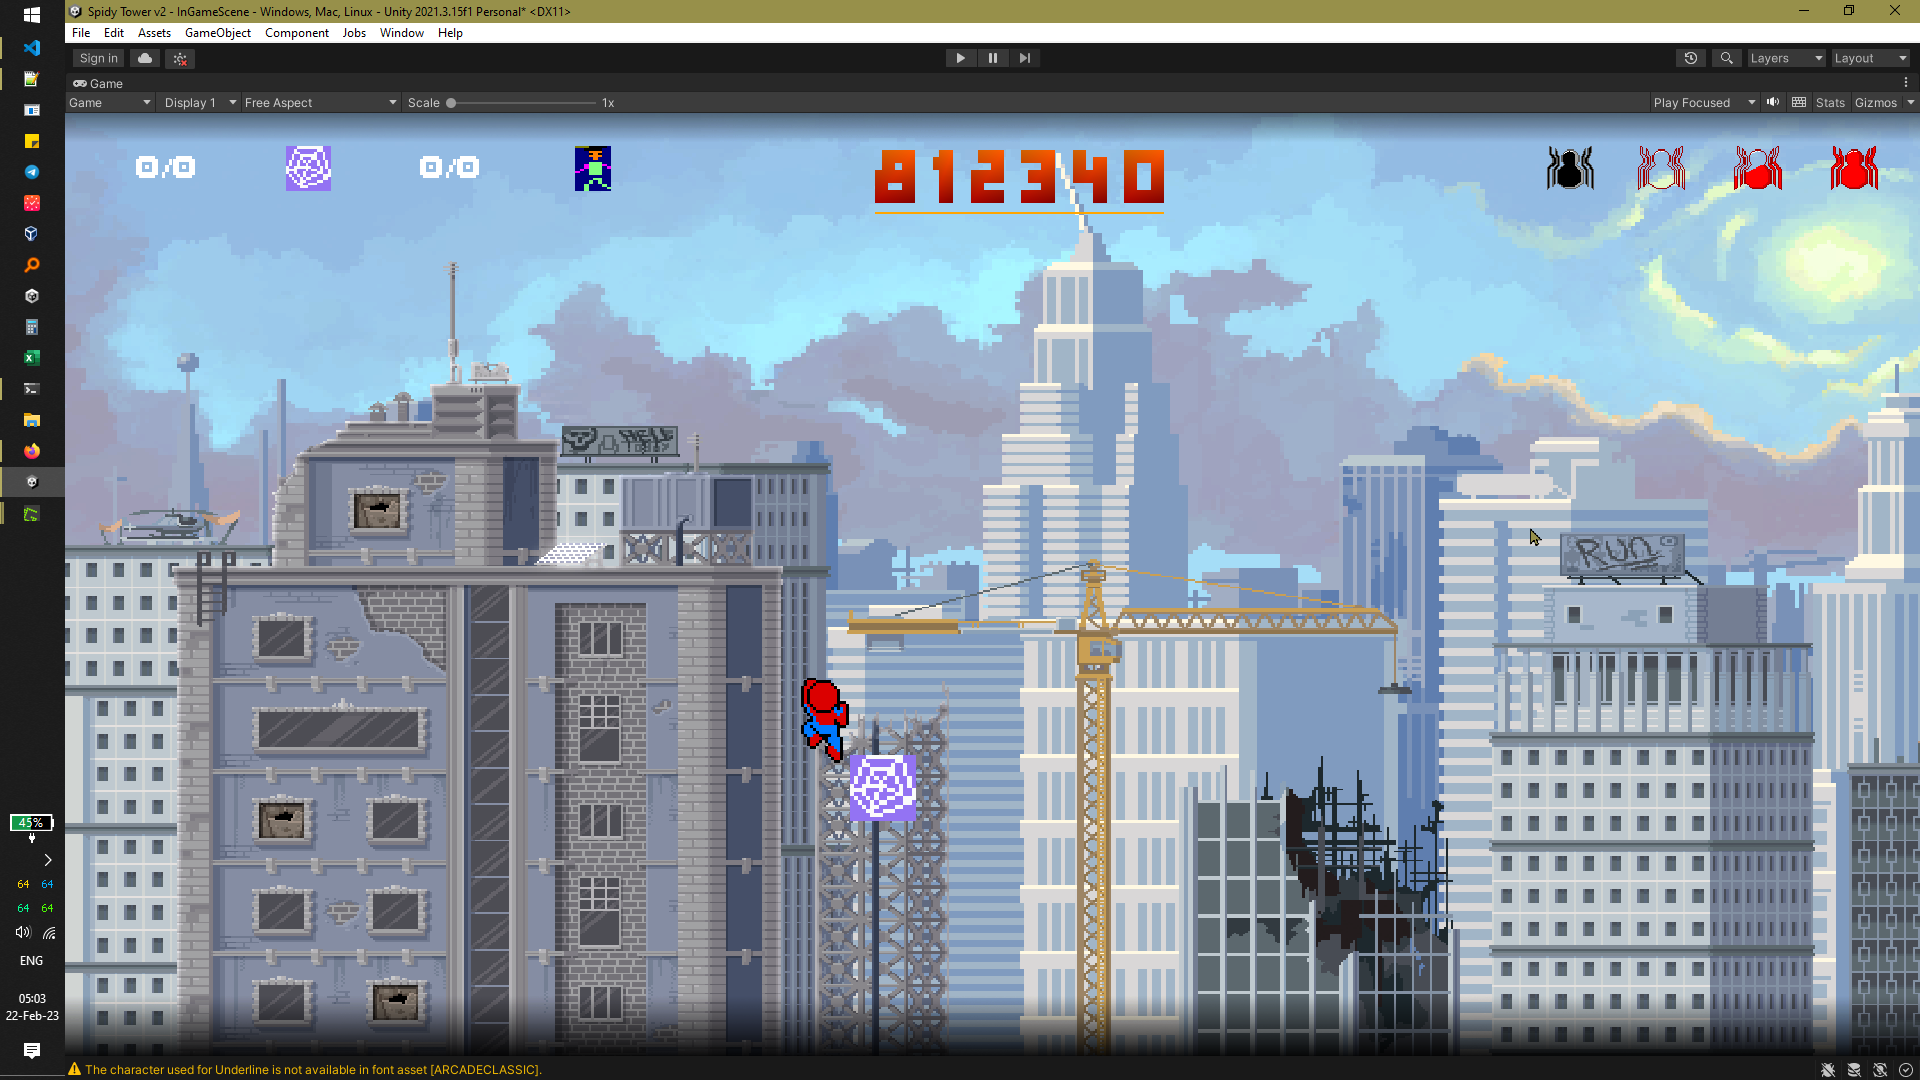 Spidy Tower v2 - InGameScene - Windows, Mac, Linux - Unity 2021.3.15f1 Personal* <DX11>
File Edit Assets GameObject Component Jobs Window Help
Sign in
Layers
Layout
Game
Game
Display 1
Free Aspect
Scale
1x
Play Focused
Stats
Gizmos
0/0
0/0
812340
RUN
45%
64 64
64 64
ENG
05:03
22-Feb-23
The character used for Underline is not available in font asset [ARCADECLASSIC].